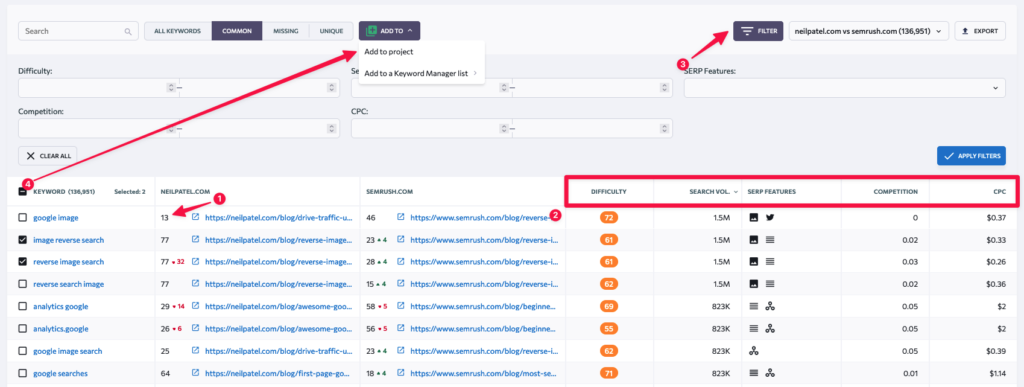 Search ALL KEYWORDS COMMON MISSING UNIQUE ADD TO FILTER neilpatel.com vs semrush.com (136,951) EXPORT
Add to project
3
Add to a Keyword Manager list
Difficulty: Se SERP Features:
— —
Competition: CPC:
— —
CLEAR ALL APPLY FILTERS
4
KEYWORD (136,951) Selected: 2 NEILPATEL.COM SEMRUSH.COM DIFFICULTY SEARCH VOL. SERP FEATURES COMPETITION CPC
1
2
google image 13 https://neilpatel.com/blog/drive-traffic-u... 46 https://www.semrush.com/blog/reverse- 72 1.5M 0 $0.37
image reverse search 77 https://neilpatel.com/blog/reverse-image... 23 4 https://www.semrush.com/blog/reverse-i... 61 1.5M 0.02 $0.33
reverse image search 77 32 https://neilpatel.com/blog/reverse-image... 28 4 https://www.semrush.com/blog/reverse-i... 61 1.5M 0.03 $0.26
reverse search image 77 https://neilpatel.com/blog/reverse-image... 15 4 https://www.semrush.com/blog/reverse-i... 62 1.5M 0.02 $0.36
analytics google 29 14 https://neilpatel.com/blog/awesome-goo... 58 5 https://www.semrush.com/blog/beginne... 69 823K 0.05 $2
analytics.google 26 6 https://neilpatel.com/blog/awesome-goo... 56 5 https://www.semrush.com/blog/beginne... 55 823K 0.05 $2
google image search 25 https://neilpatel.com/blog/drive-traffic-u... 23 4 https://www.semrush.com/blog/reverse-i... 62 823K 0.05 $0.39
google searches 64 https://neilpatel.com/blog/first-page-go... 18 4 https://www.semrush.com/blog/most-se... 71 823K 0.01 $1.14